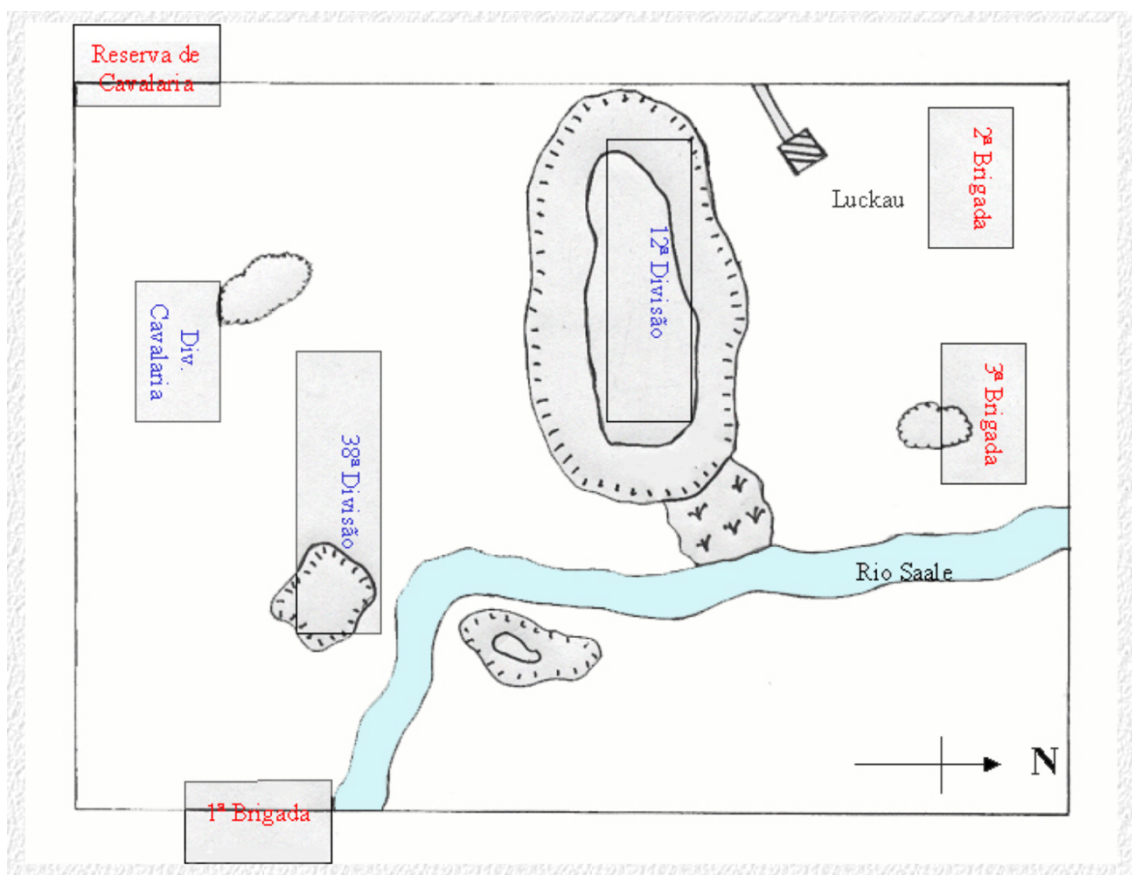 Reserva de
Cavalaria
2ª Brigada
Luckau
12ª Divisão
Div.
Cavalaria
3ª Brigada
38ª Divisão
Rio Saale
N
1ª Brigada